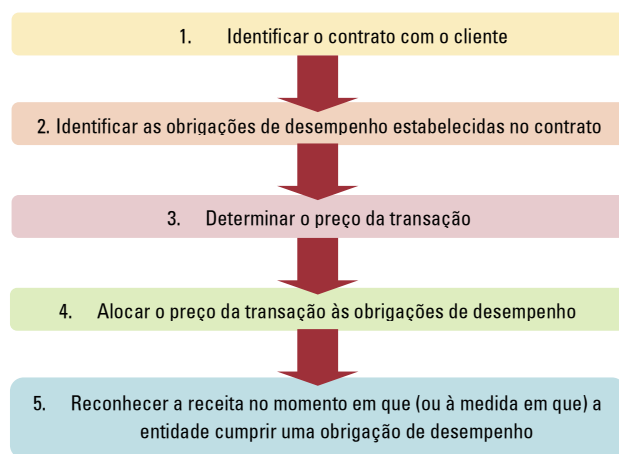 1. Identificar o contrato com o cliente
2. Identificar as obrigações de desempenho estabelecidas no contrato
3. Determinar o preço da transação
4. Alocar o preço da transação às obrigações de desempenho
5. Reconhecer a receita no momento em que (ou à medida em que) a
entidade cumprir uma obrigação de desempenho